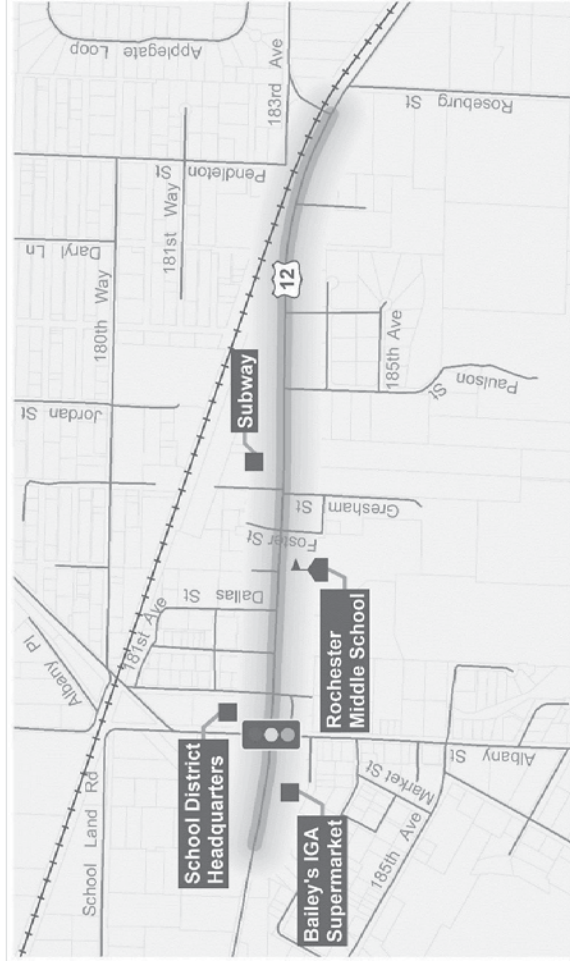 Applegate Loop
183rd Ave
Roseburg St
Pendleton St
181st Way
Daryl Ln
180th Way
12
185th Ave
Paulson St
Subway
Jordan St
Gresham St
Foster St
Dallas St
181st Ave
Albany Pl
Rochester
Middle School
School District
Headquarters
School Land Rd
Albany St
Market St
185th Ave
Bailey's IGA
Supermarket